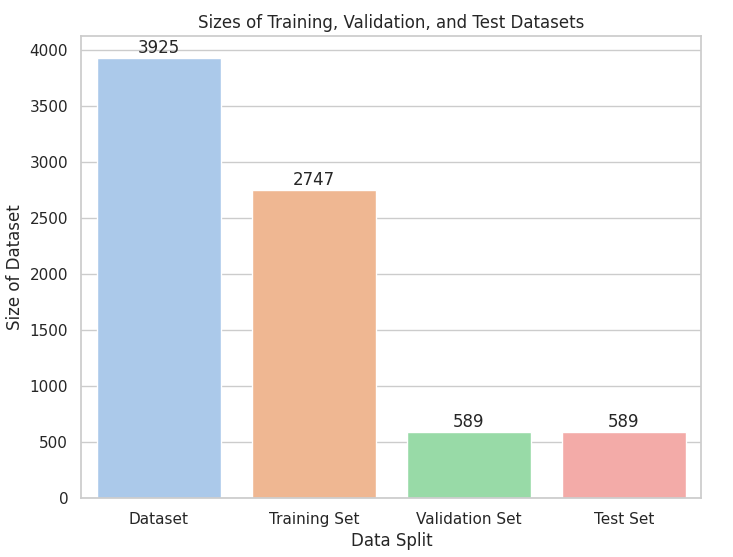 Sizes of Training, Validation, and Test Datasets
Size of Dataset
4000
3500
3000
2500
2000
1500
1000
500
0
3925
2747
589
589
Dataset
Training Set
Validation Set
Test Set
Data Split